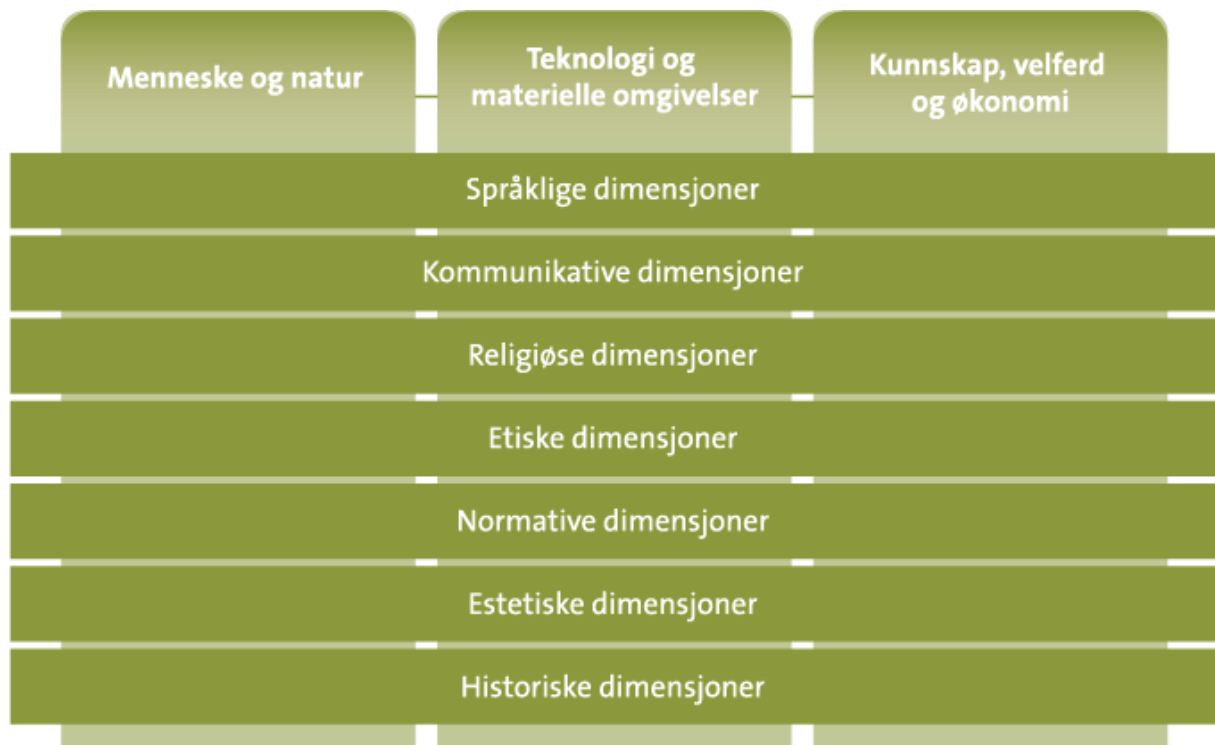 Menneske og natur
Teknologi og
materielle omgivelser
Kunnskap, velferd
og økonomi
Språklige dimensjoner
Kommunikative dimensjoner
Religiøse dimensjoner
Etiske dimensjoner
Normative dimensjoner
Estetiske dimensjoner
Historiske dimensjoner